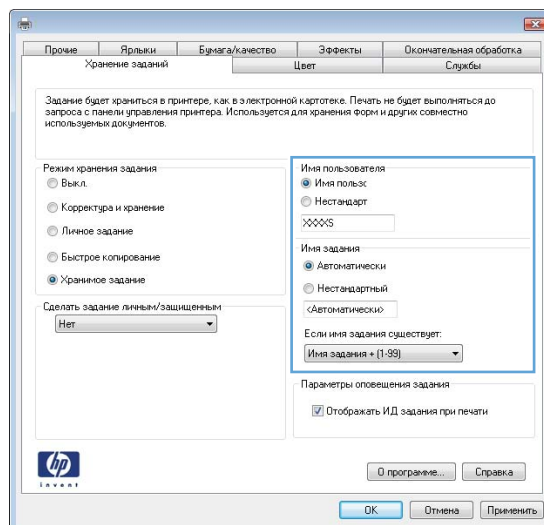 Прочие Ярлыки Бумага/качество Эффекты Окончательная обработка
Хранение заданий Цвет Службы
Задание будет храниться в принтере, как в электронной картотеке. Печать не будет выполняться до
запроса с панели управления принтера. Используется для хранения форм и других совместно
используемых документов.
Режим хранения задания
Выкл.
Корректура и хранение
Личное задание
Быстрое копирование
Хранимое задание
Сделать задание личным/защищенным
Нет
Имя пользователя
Имя польз
Нестандарт
XXXXS
Имя задания
Автоматически
Нестандартный
<Автоматически>
Если имя задания существует:
Имя задания + (1-99)
Параметры оповещения задания
Отображать ИД задания при печати
hp
invent
О программе... Справка
OK Отмена Применить